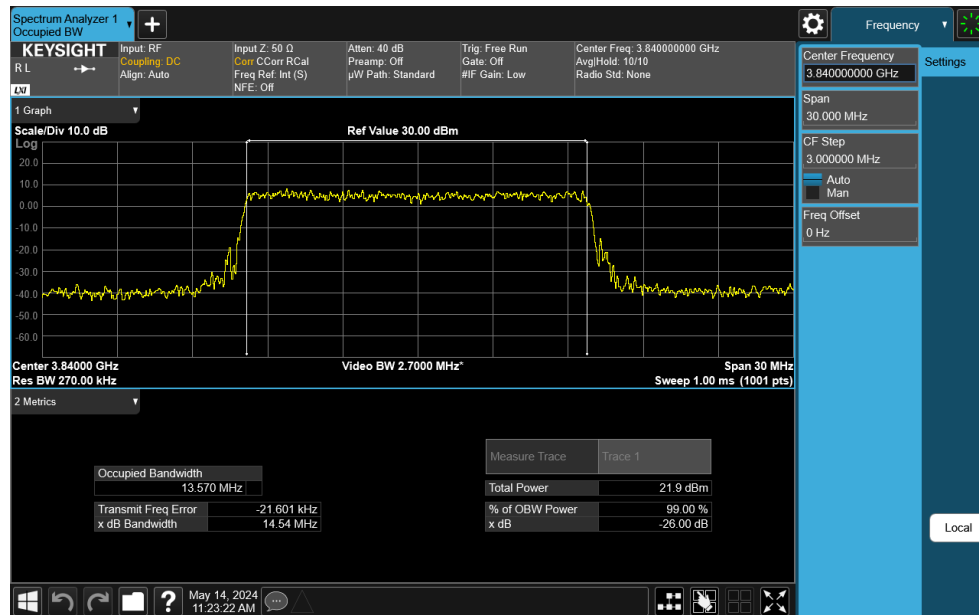 Spectrum Analyzer 1
Occupied BW
+
Frequency
KEYSIGHT
R L
LXI
Input: RF
Coupling: DC
Align: Auto
Input Z: 50 Ω
Corr CCorr RCal
Freq Ref: Int (S)
NFE: Off
Atten: 40 dB
Preamp: Off
µW Path: Standard
Trig: Free Run
Gate: Off
#IF Gain: Low
Center Freq: 3.840000000 GHz
Avg|Hold: 10/10
Radio Std: None
Center Frequency
3.840000000 GHz
Settings
Span
30.000 MHz
CF Step
3.000000 MHz
Auto
Man
Freq Offset
0 Hz
Local
1 Graph
Scale/Div 10.0 dB
Ref Value 30.00 dBm
Log
20.0
10.0
0.00
-10.0
-20.0
-30.0
-40.0
-50.0
-60.0
Center 3.84000 GHz
Video BW 2.7000 MHz*
Span 30 MHz
Res BW 270.00 kHz
Sweep 1.00 ms (1001 pts)
2 Metrics
Measure Trace
Trace 1
Occupied Bandwidth
13.570 MHz
Total Power
21.9 dBm
Transmit Freq Error
-21.601 kHz
% of OBW Power
99.00 %
x dB Bandwidth
14.54 MHz
x dB
-26.00 dB
?
May 14, 2024
11:23:22 AM